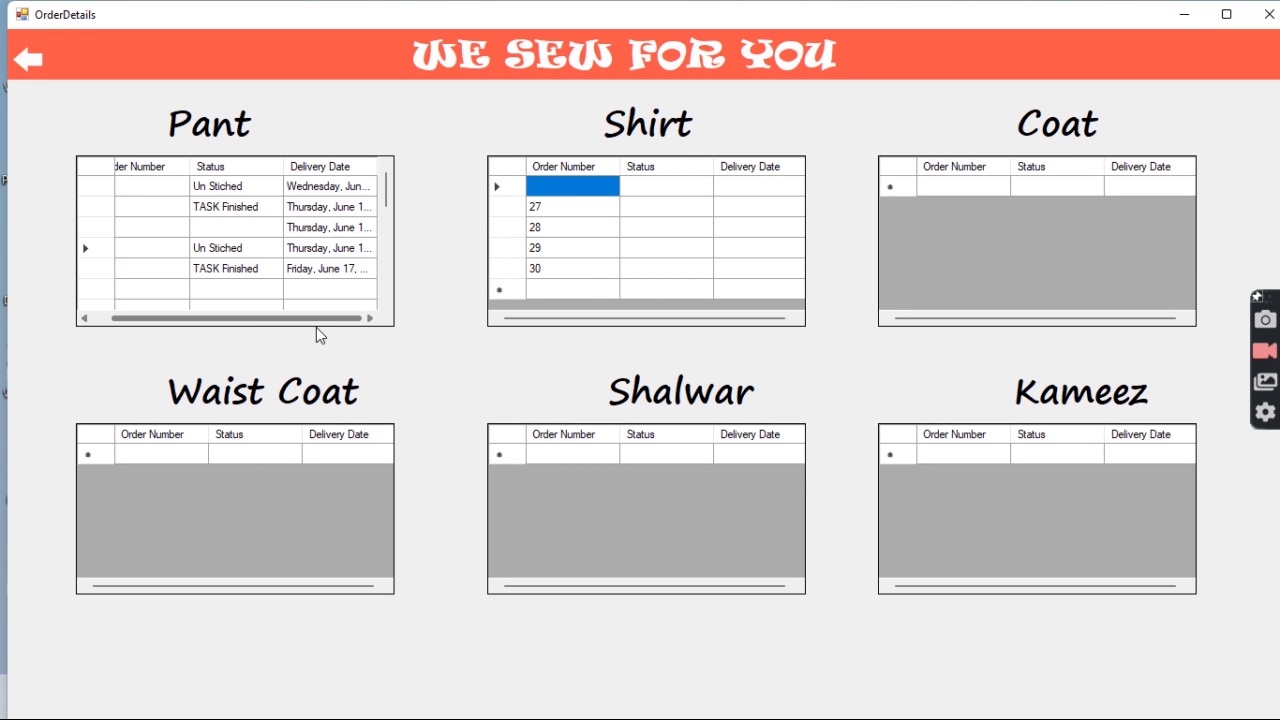 OrderDetails
WE SEW FOR YOU
Pant
der Number Status Delivery Date
Un Stiched Wednesday, Jun...
TASK Finished Thursday, June 1...
Thursday, June 1...
Un Stiched Thursday, June 1...
TASK Finished Friday, June 17, ...
Shirt
Order Number Status Delivery Date
27
28
29
30
Coat
Order Number Status Delivery Date
Waist Coat
Order Number Status Delivery Date
Shalwar
Order Number Status Delivery Date
Kameez
Order Number Status Delivery Date